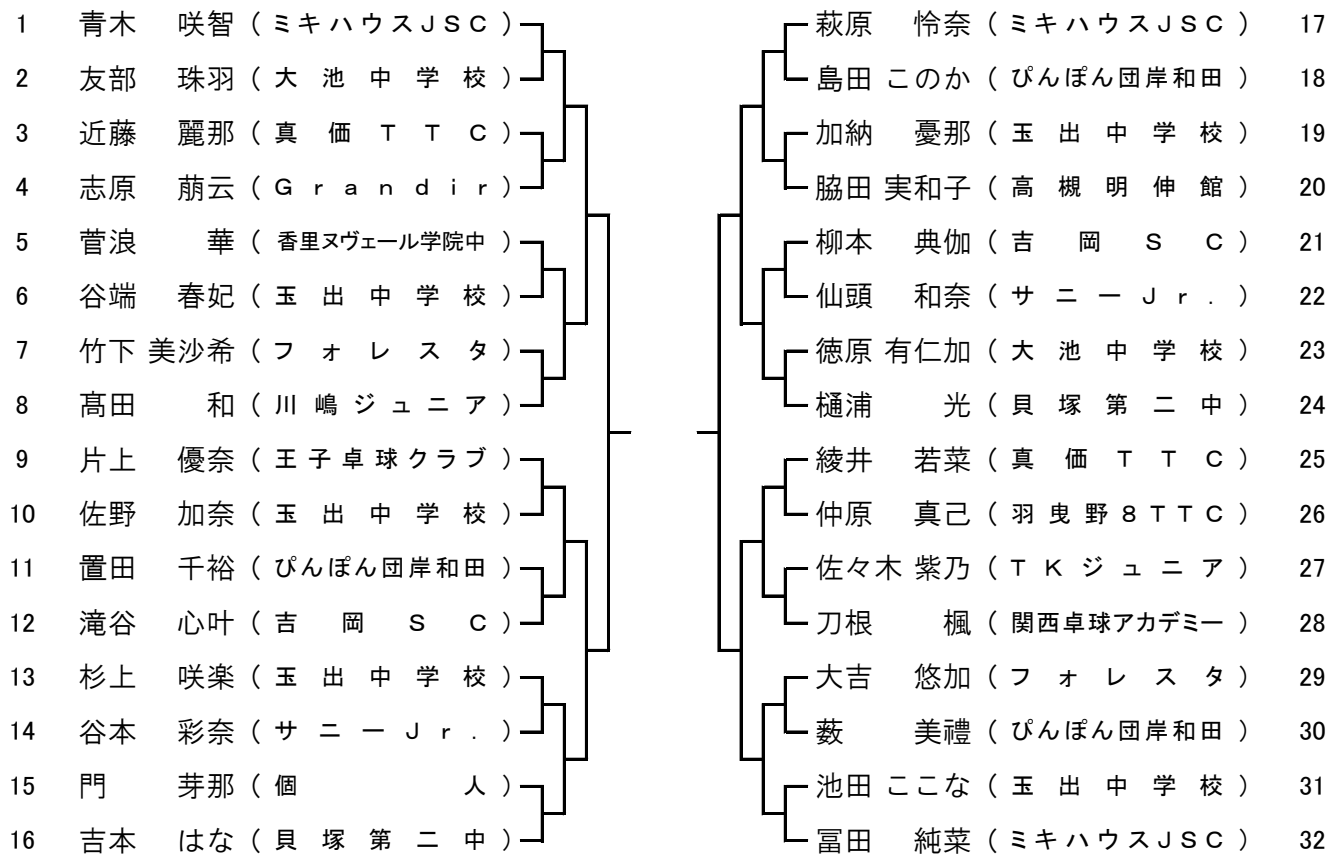 1 青木 咲智 (ミキハウスJSC)
2 友部 珠羽 (大池中学校)
3 近藤 麗那 (真価TTC)
4 志原 萠云 (Grandir)
5 菅浪 華 (香里ヌヴェール学院中)
6 谷端 春妃 (玉出中学校)
7 竹下 美沙希 (フォレスタ)
8 髙田 和 (川嶋ジュニア)
9 片上 優奈 (王子卓球クラブ)
10 佐野 加奈 (玉出中学校)
11 置田 千裕 (ぴんぽん団岸和田)
12 滝谷 心叶 (吉岡SC)
13 杉上 咲楽 (玉出中学校)
14 谷本 彩奈 (サニーJr.)
15 門 芽那 (個人)
16 吉本 はな (貝塚第二中)
萩原 怜奈 (ミキハウスJSC) 17
島田 このか (ぴんぽん団岸和田) 18
加納 憂那 (玉出中学校) 19
脇田 実和子 (高槻明伸館) 20
柳本 典伽 (吉岡SC) 21
仙頭 和奈 (サニーJr.) 22
徳原 有仁加 (大池中学校) 23
樋浦 光 (貝塚第二中) 24
綾井 若菜 (真価TTC) 25
仲原 真己 (羽曳野8TTC) 26
佐々木 紫乃 (TKジュニア) 27
刀根 楓 (関西卓球アカデミー) 28
大吉 悠加 (フォレスタ) 29
薮 美禮 (ぴんぽん団岸和田) 30
池田 ここな (玉出中学校) 31
冨田 純菜 (ミキハウスJSC) 32